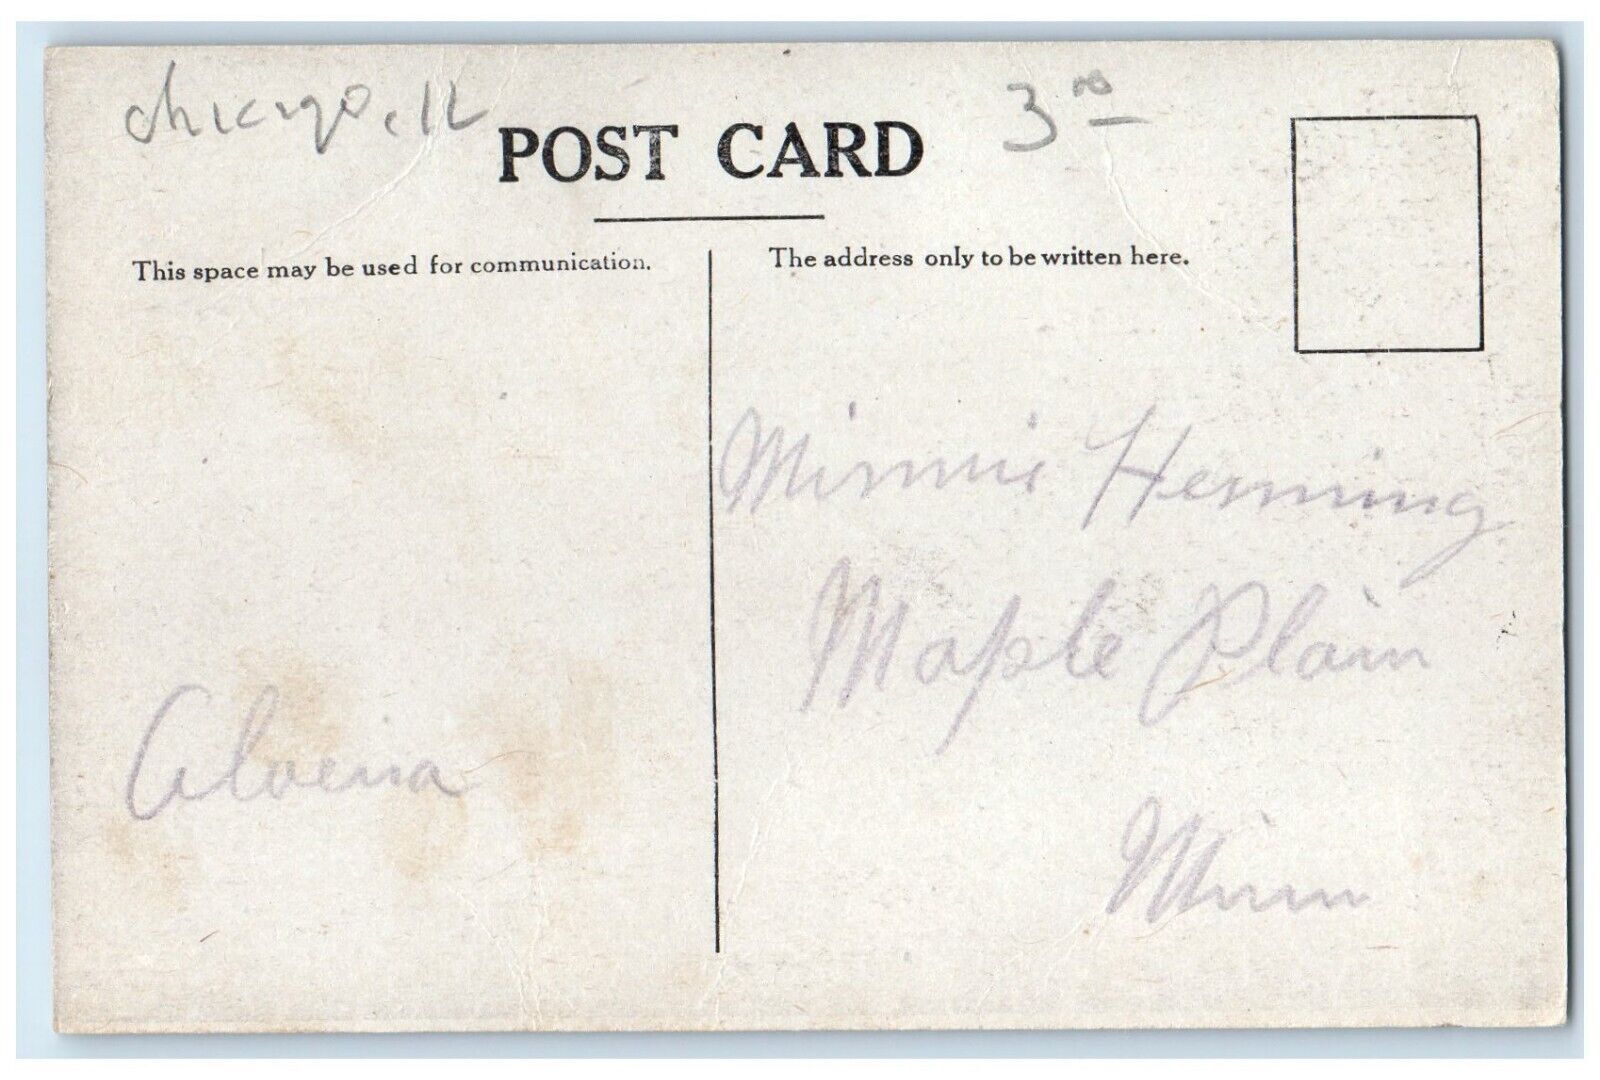 Chicago, IL
3 00
POST CARD
This space may be used for communication.
The address only to be written here.
Minnie Henning
Maple Plain
Minn
Alvena